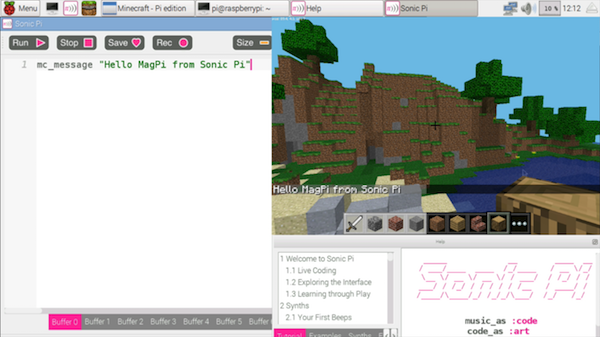 Menu
Minecraft - Pi edition
pi@raspberrypi: ~
Help
Sonic Pi
10 %
12:12
Sonic Pi
Run
Stop
Save
Rec
Size
1 mc_message "Hello MagPi from Sonic Pi"
Hello MagPi from Sonic Pi
Help
1 Welcome to Sonic Pi
1.1 Live Coding
1.2 Exploring the Interface
1.3 Learning through Play
2 Synths
2.1 Your First Beeps
Sonic Pi
music_as :code
code_as :art
Buffer 0 Buffer 1 Buffer 2 Buffer 3 Buffer 4 Buffer 5 Buffer
Tutorial Examples Synths